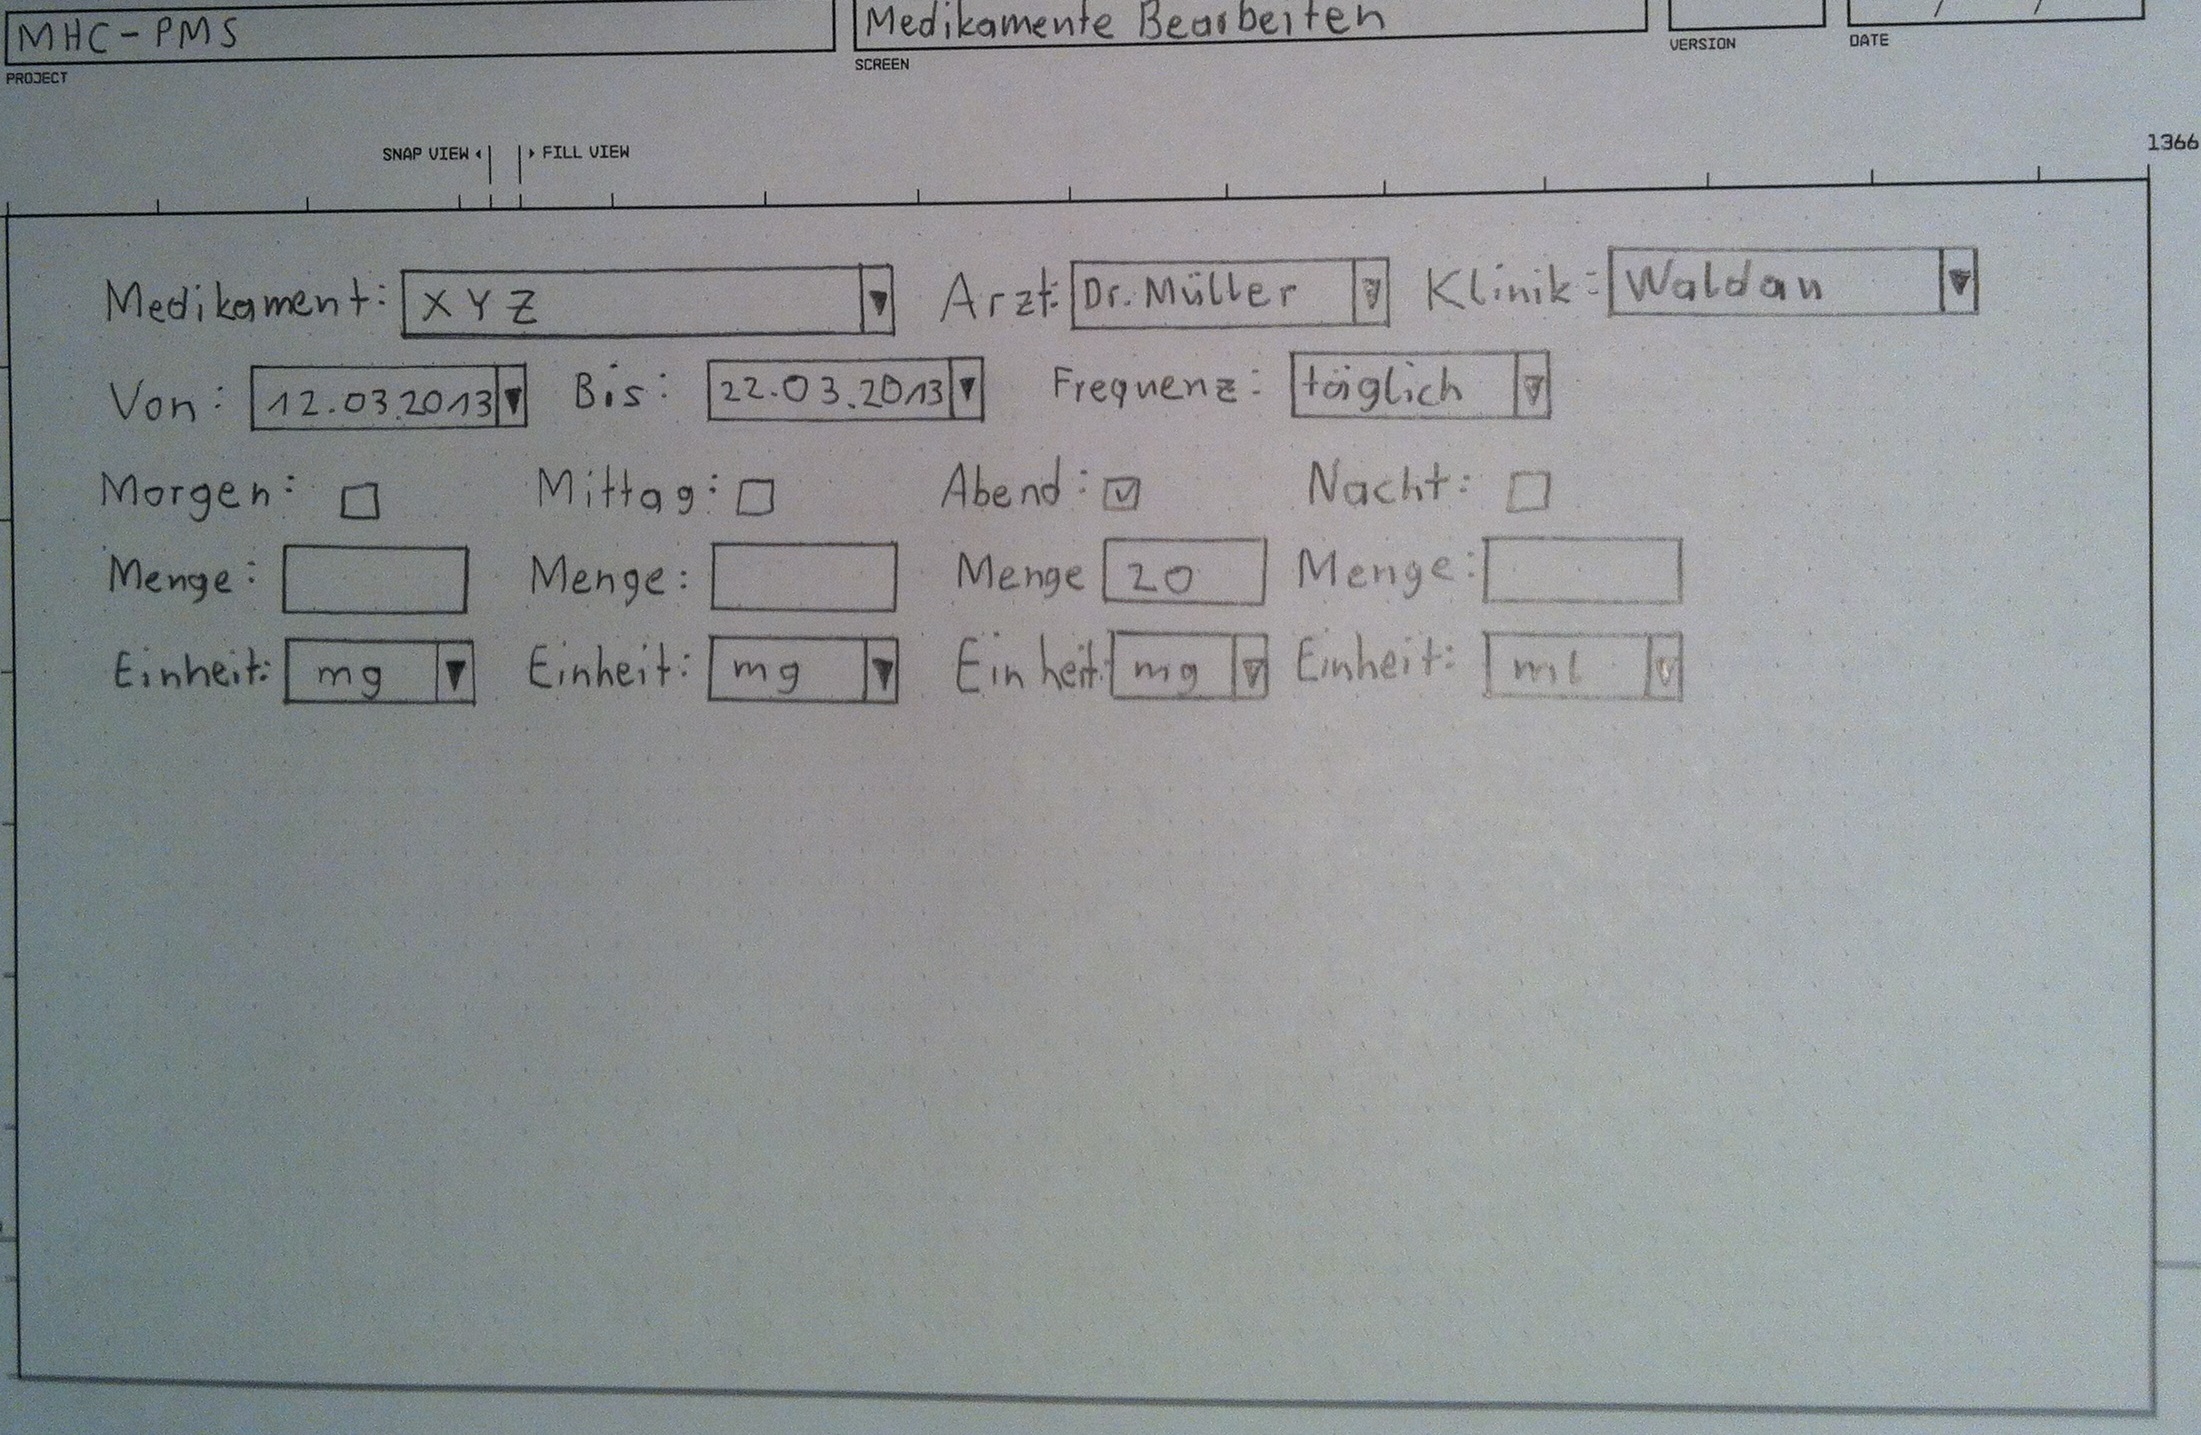 MHC-PMS Medikamente Bearbeiten
PROJECT SCREEN VERSION DATE
SNAP VIEW FILL VIEW 1366
Medikament: XYZ Arzt: Dr. Müller Klinik: Waldau
Von: 12.03.2013 Bis: 22.03.2013 Frequenz: täglich
Morgen: Mittag: Abend: Nacht:
Menge: Menge: Menge 20 Menge:
Einheit: mg Einheit: mg Einheit: mg Einheit: ml